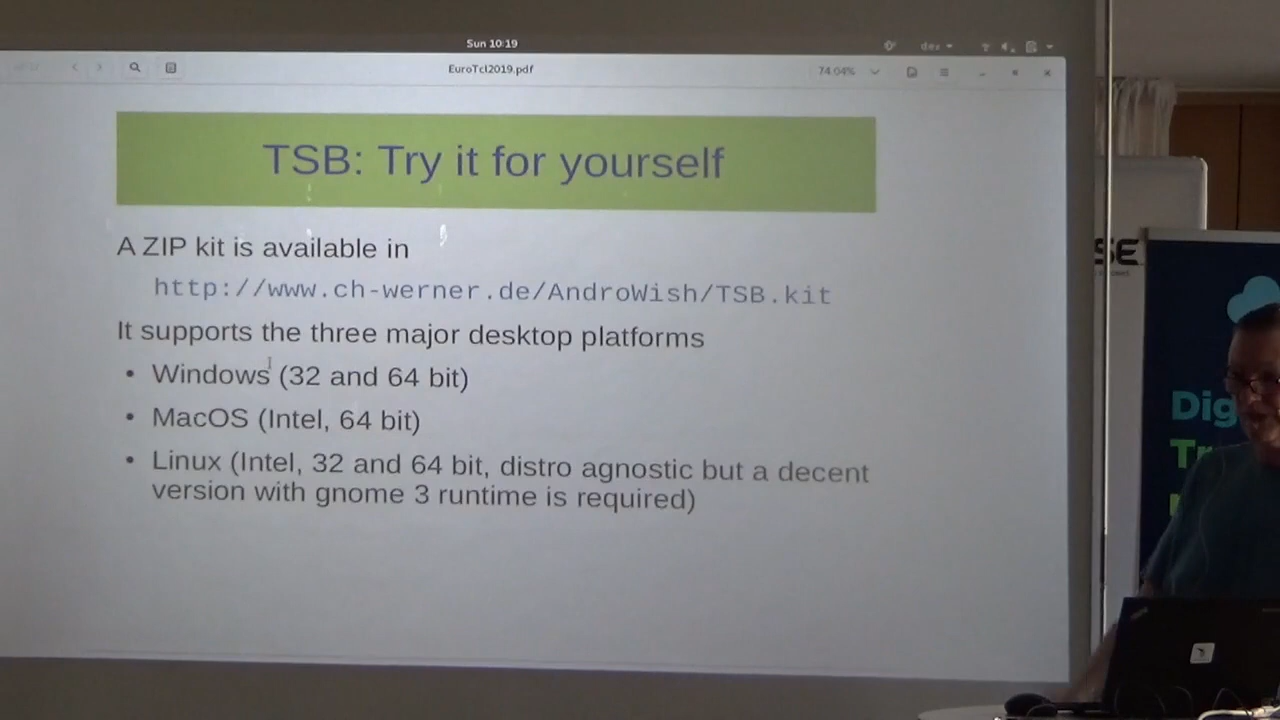 Sun 10:19
EuroTcl2019.pdf
74.04%
TSB: Try it for yourself
A ZIP kit is available in
http://www.ch-werner.de/AndroWish/TSB.kit
It supports the three major desktop platforms
• Windows (32 and 64 bit)
• MacOS (Intel, 64 bit)
• Linux (Intel, 32 and 64 bit, distro agnostic but a decent
version with gnome 3 runtime is required)
SE
Dig
Tr